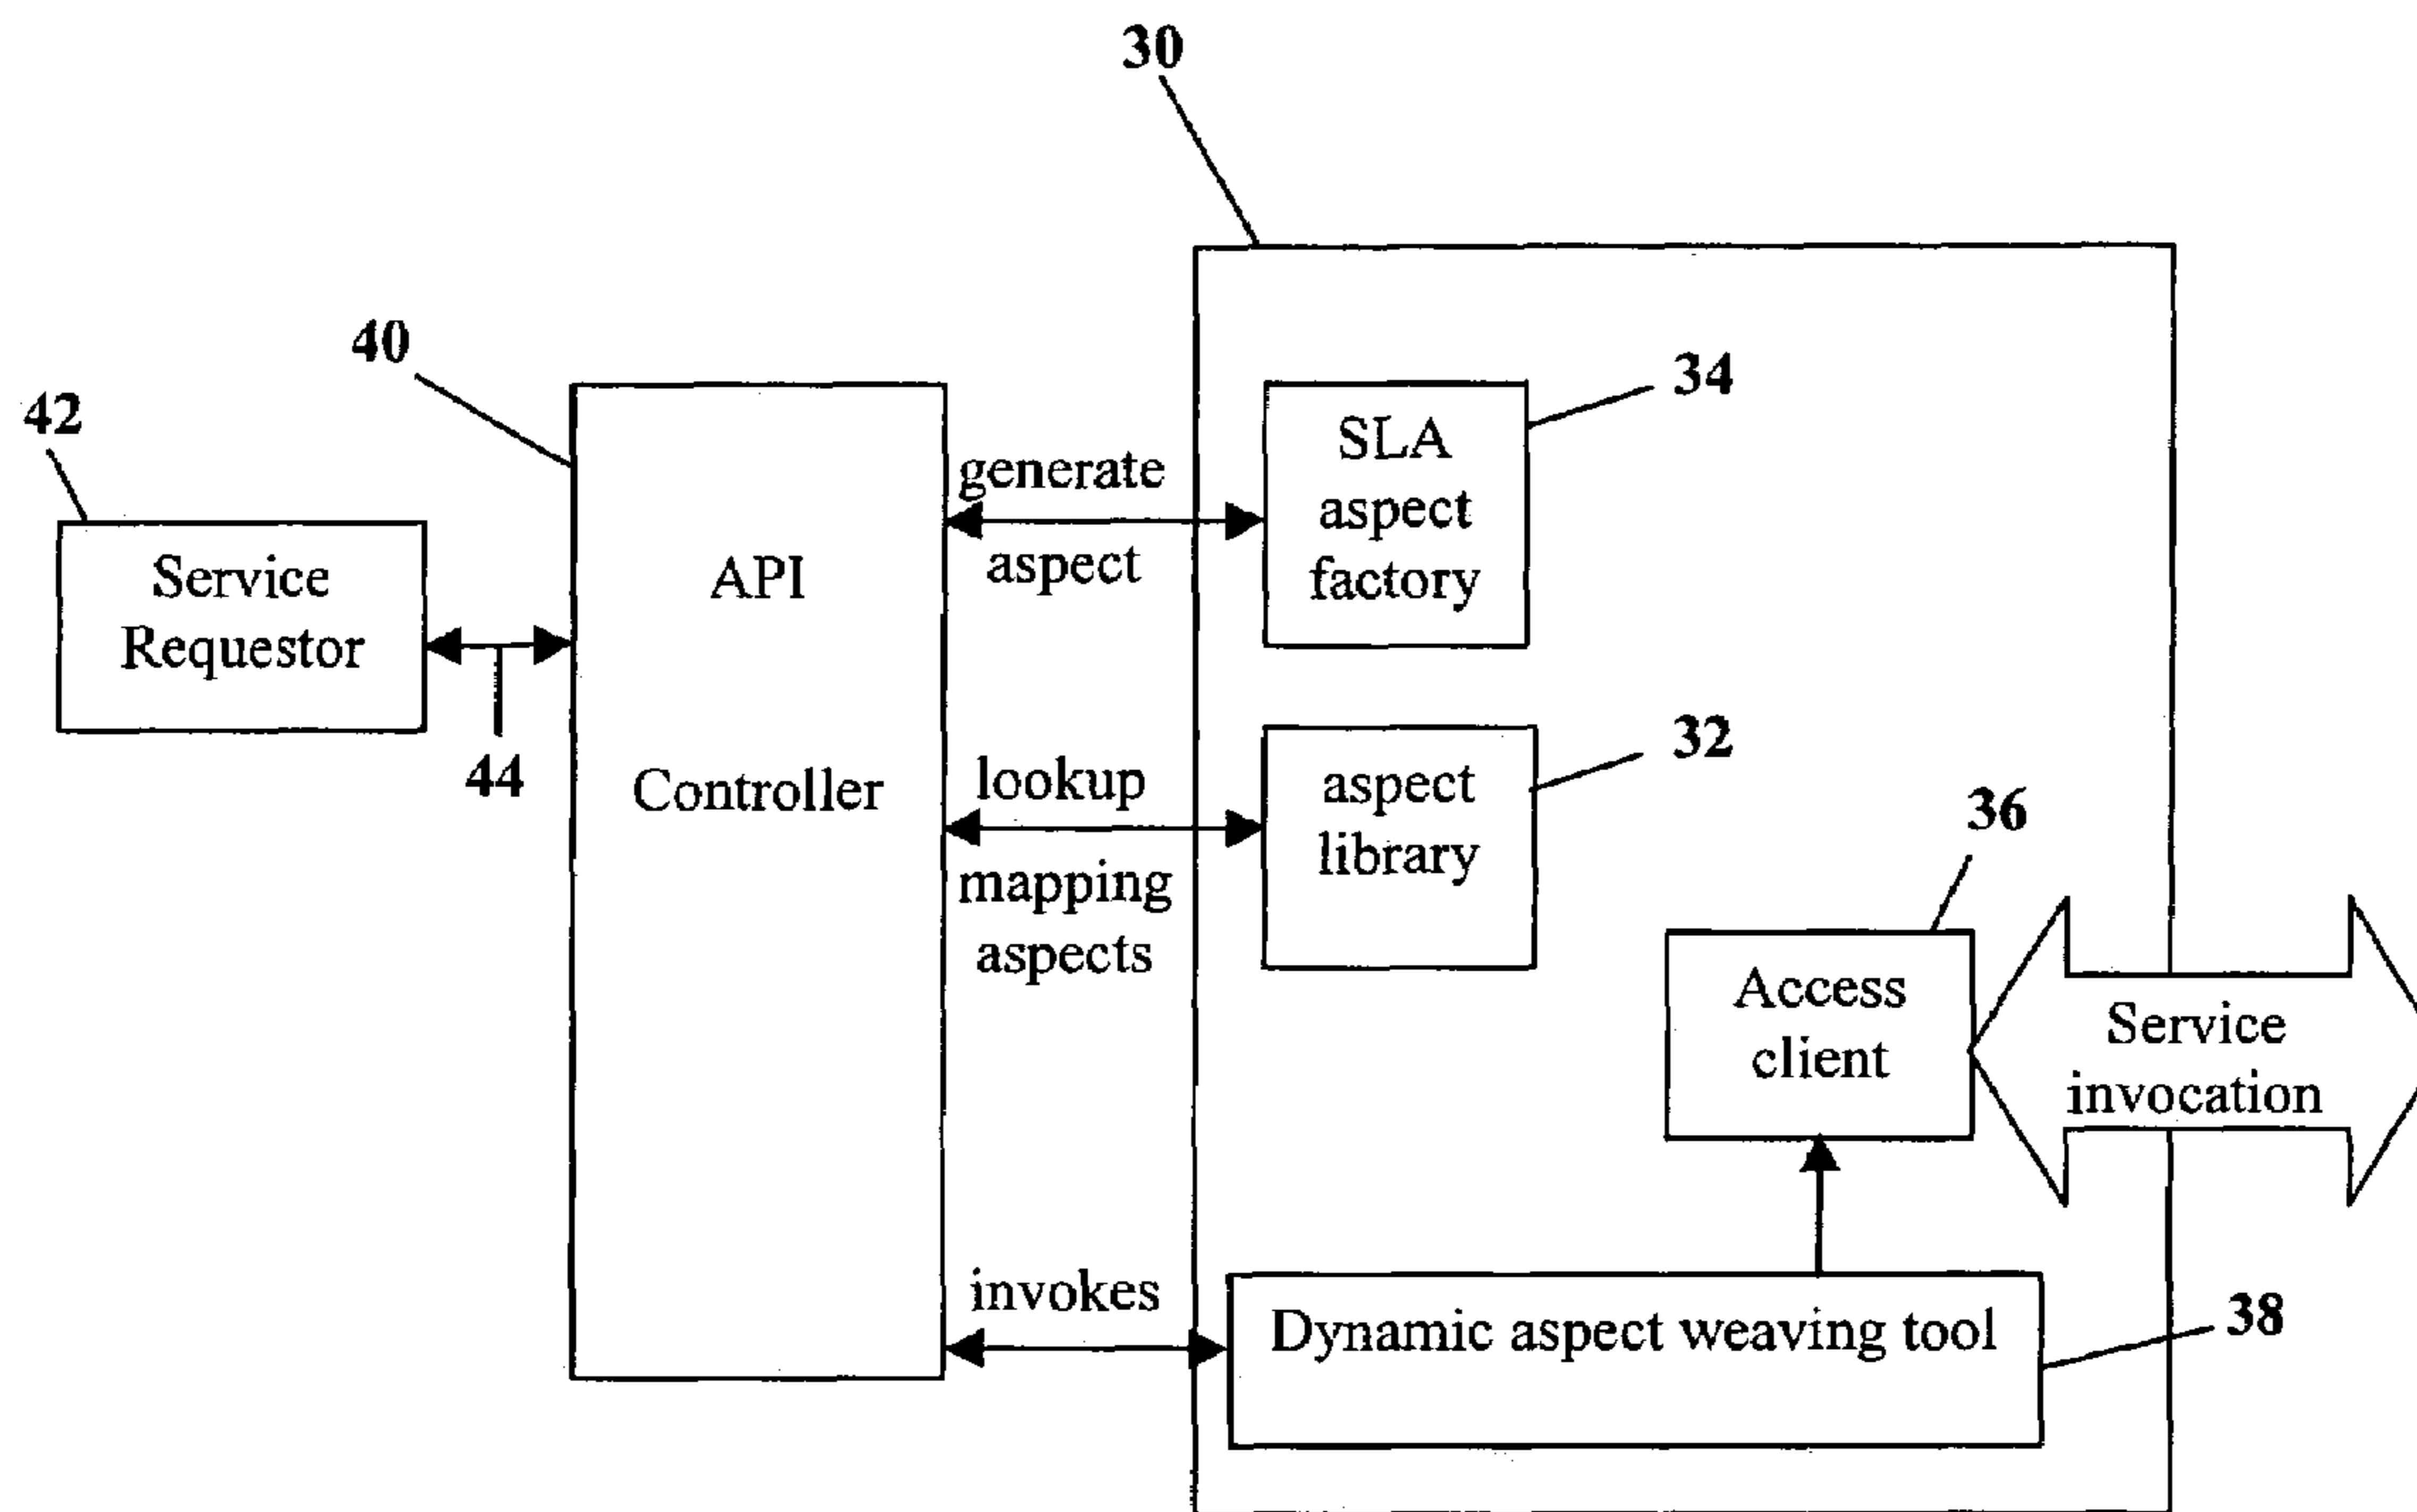 30
40
42
34
SLA
aspect
factory
generate
aspect
API
Controller
Service
Requestor
44
32
lookup
mapping
aspects
aspect
library
36
Access
client
Service
invocation
invokes
Dynamic aspect weaving tool
38